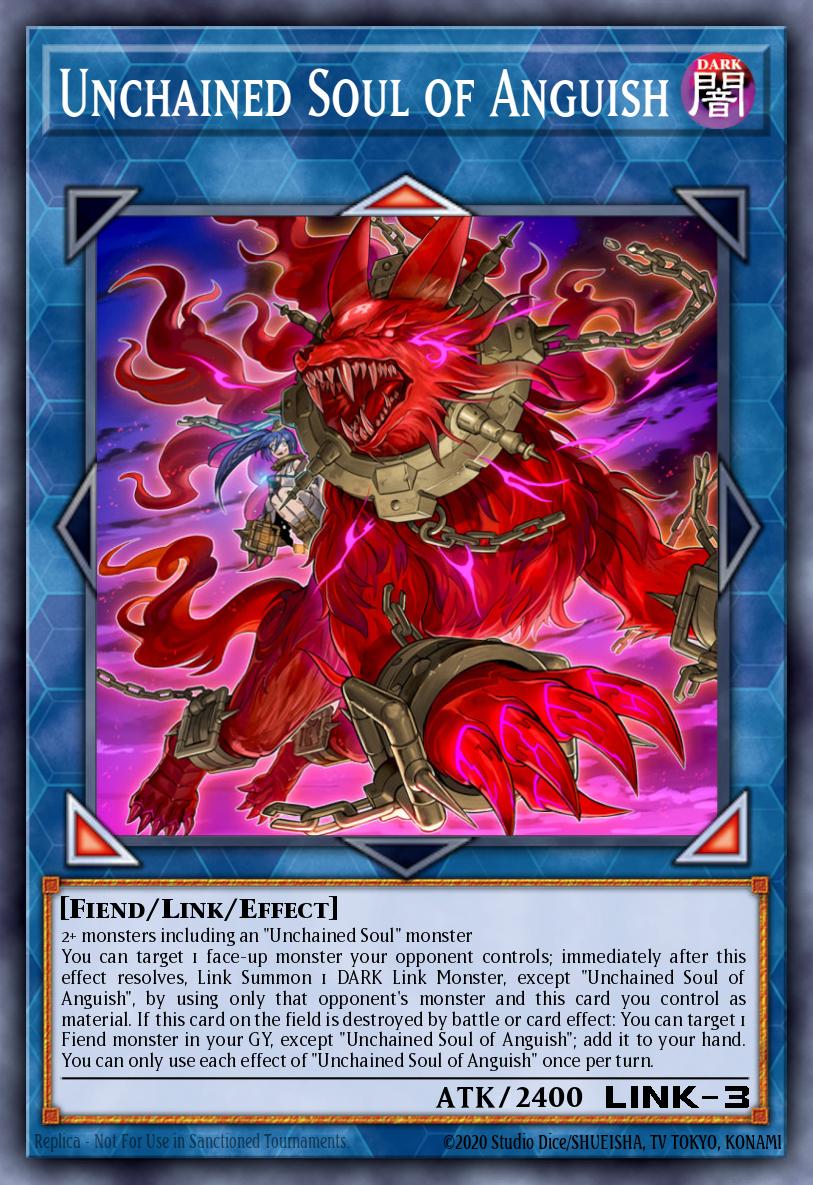 Unchained Soul of Anguish
DARK
闇
[Fiend/Link/Effect]
2+ monsters including an "Unchained Soul" monster
You can target 1 face-up monster your opponent controls; immediately after this
effect resolves, Link Summon 1 DARK Link Monster, except "Unchained Soul of
Anguish", by using only that opponent's monster and this card you control as
material. If this card on the field is destroyed by battle or card effect: You can target 1
Fiend monster in your GY, except "Unchained Soul of Anguish"; add it to your hand.
You can only use each effect of "Unchained Soul of Anguish" once per turn.
ATK/2400 LINK-3
Replica - Not For Use in Sanctioned Tournaments. ©2020 Studio Dice/SHUEISHA, TV TOKYO, KONAMI